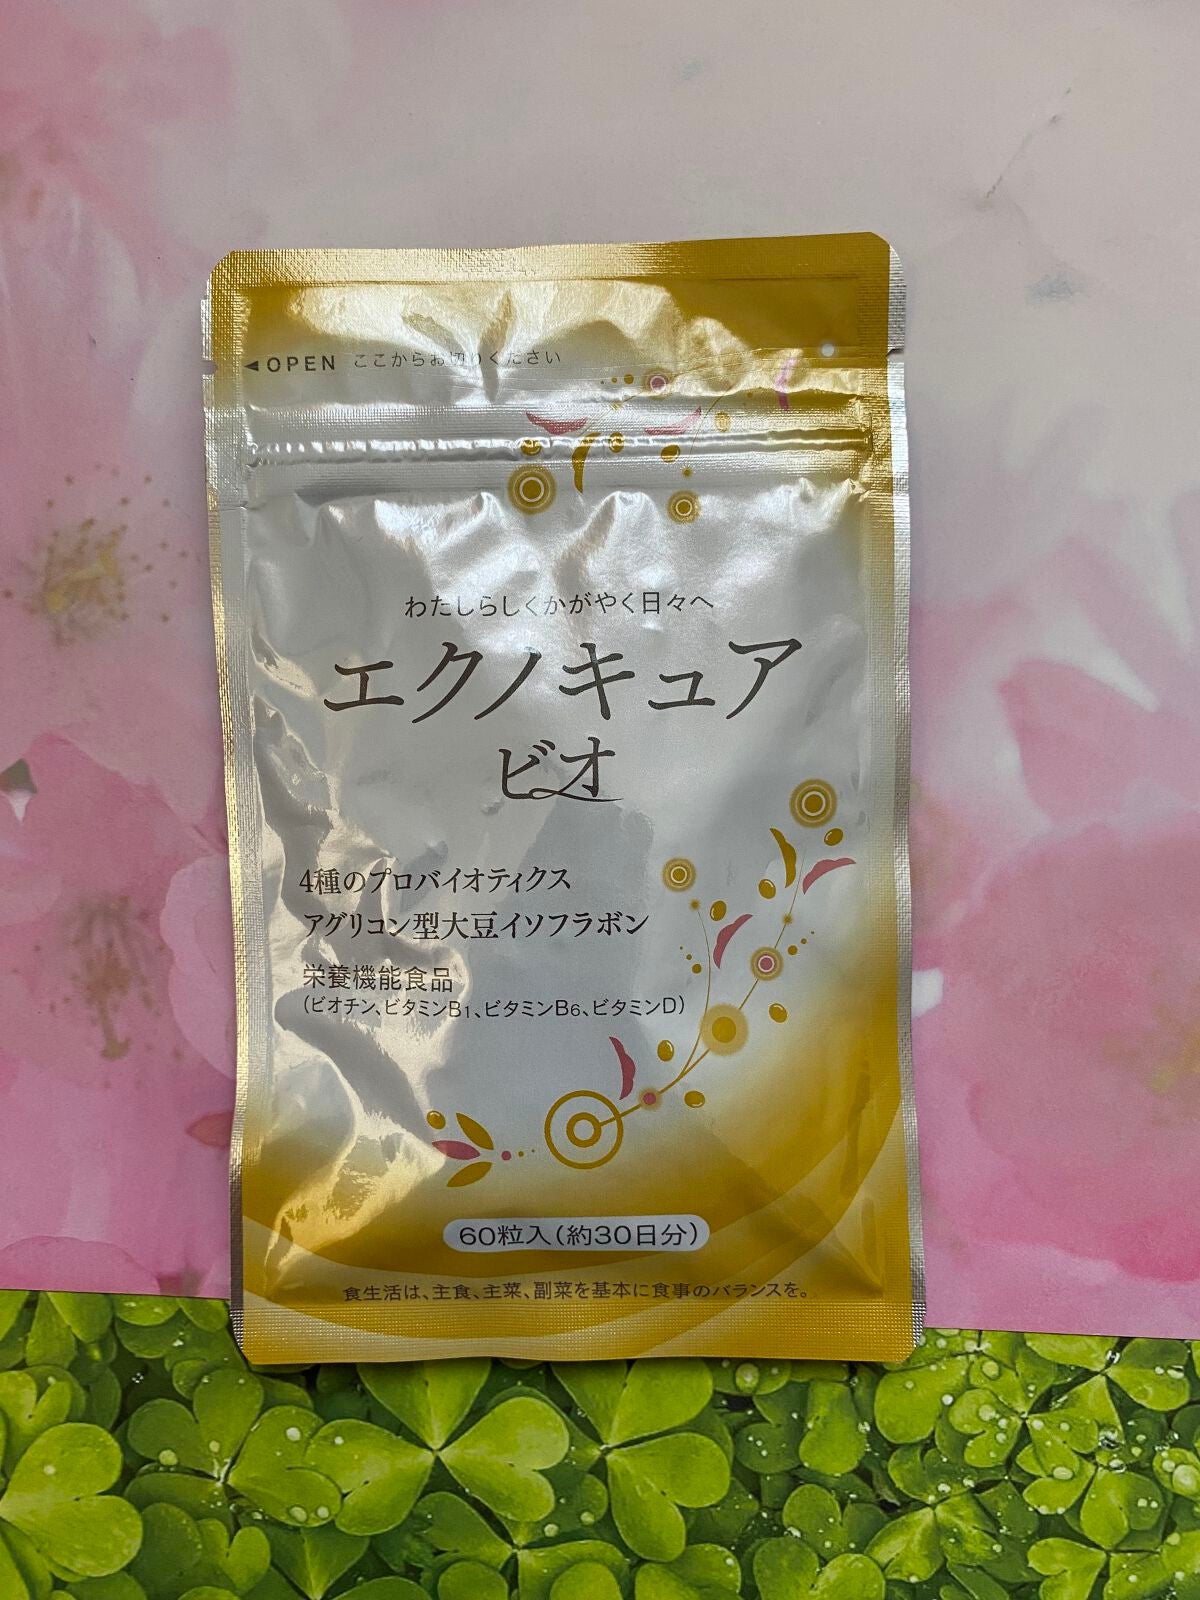 ◀OPEN ここからお切りください
わたしらしくかがやく日々へ
エクノキュア
ビオ
4種のプロバイオティクス
アグリコン型大豆イソフラボン
栄養機能食品
(ビオチン、ビタミンB1、ビタミンB6、ビタミンD)
60粒入(約30日分)
食生活は、主食、主菜、副菜を基本に食事のバランスを。